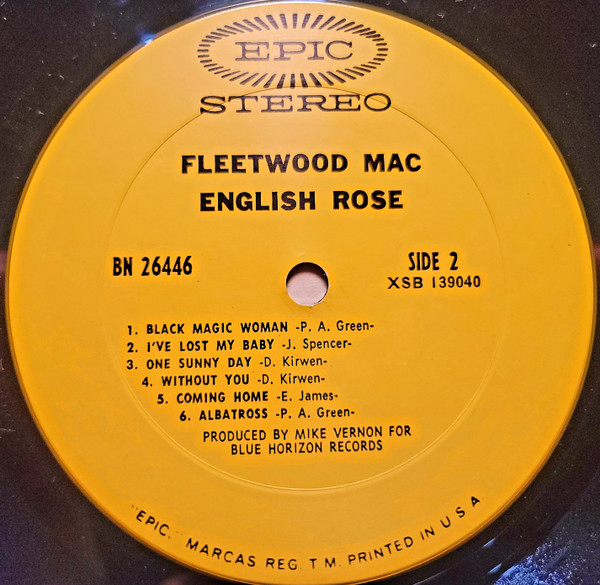 EPIC
STEREO
FLEETWOOD MAC
ENGLISH ROSE
BN 26446
SIDE 2
XSB 139040
1. BLACK MAGIC WOMAN -P. A. Green-
2. I'VE LOST MY BABY -J. Spencer-
3. ONE SUNNY DAY -D. Kirwen-
4. WITHOUT YOU -D. Kirwen-
5. COMING HOME -E. James-
6. ALBATROSS -P. A. Green-
PRODUCED BY MIKE VERNON FOR
BLUE HORIZON RECORDS
"EPIC," MARCAS REG. T M. PRINTED IN U S A